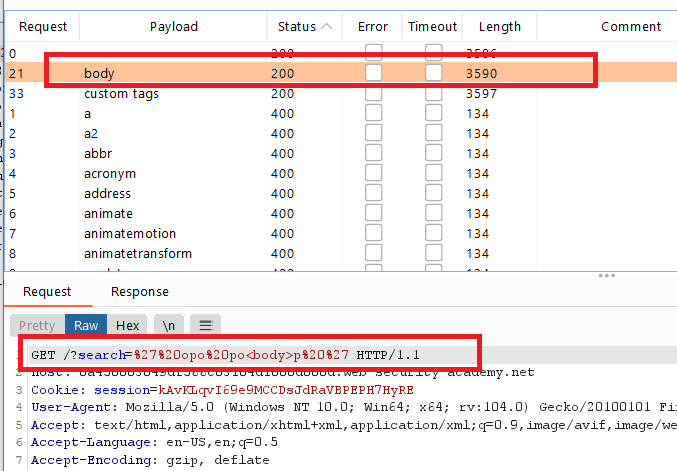 Request Payload Status Error Timeout Length Comment
0 200 3586
21 body 200 3590
33 custom tags 200 3597
1 a 400 134
2 a2 400 134
3 abbr 400 134
4 acronym 400 134
5 address 400 134
6 animate 400 134
7 animatemotion 400 134
8 animatetransform 400 134
400 134
Request Response
Pretty Raw Hex \n
1 GET /?search=%27%20opo%20po<body>p%20%27 HTTP/1.1
Host: .web-security-academy.net
3 Cookie: session=kAvKLqvI69e9MCCDsJdRaVBPEPH7HyRE
4 User-Agent: Mozilla/5.0 (Windows NT 10.0; Win64; x64; rv:104.0) Gecko/20100101 Fi
5 Accept: text/html,application/xhtml+xml,application/xml;q=0.9,image/avif,image/we
6 Accept-Language: en-US,en;q=0.5
7 Accept-Encoding: gzip, deflate